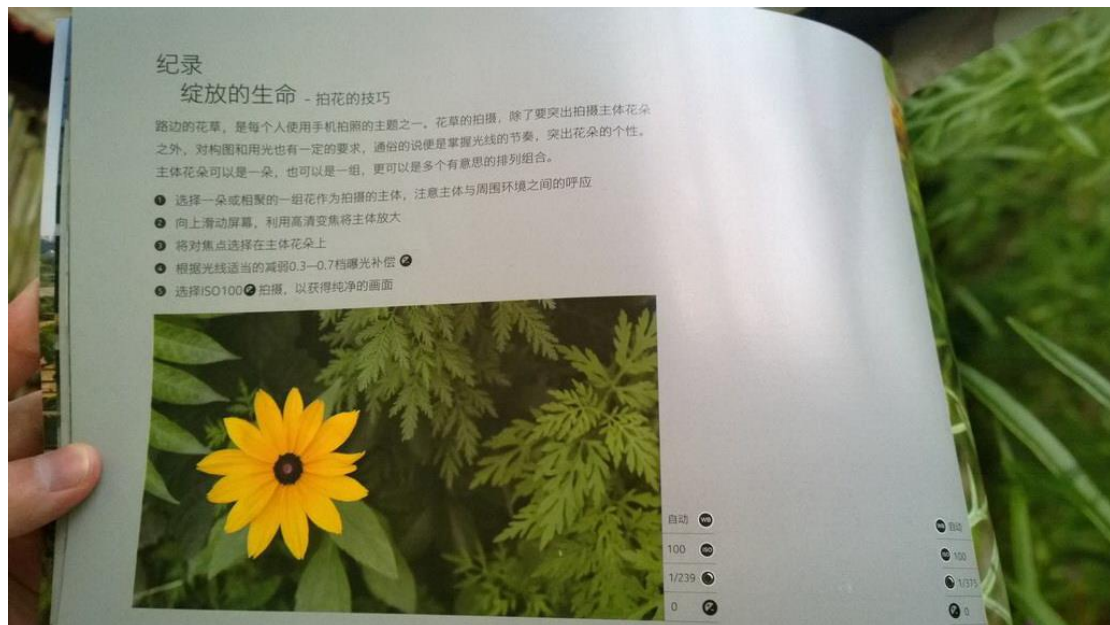 纪录
绽放的生命 - 拍花的技巧
路边的花草，是每个人使用手机拍照的主题之一。花草的拍摄，除了要突出拍摄主体花朵
之外，对构图和用光也有一定的要求，通俗的说便是掌握光线的节奏，突出花朵的个性。
主体花朵可以是一朵，也可以是一组，更可以是多个有意思的排列组合。
❶ 选择一朵或相聚的一组花作为拍摄的主体，注意主体与周围环境之间的呼应
❷ 向上滑动屏幕，利用高清变焦将主体放大
❸ 将对焦点选择在主体花朵上
❹ 根据光线适当的减弱0.3—0.7档曝光补偿
❺ 选择ISO100 拍摄，以获得纯净的画面
自动 WB
100 ISO
1/239
0
WB 自动
ISO 100
1/375
0